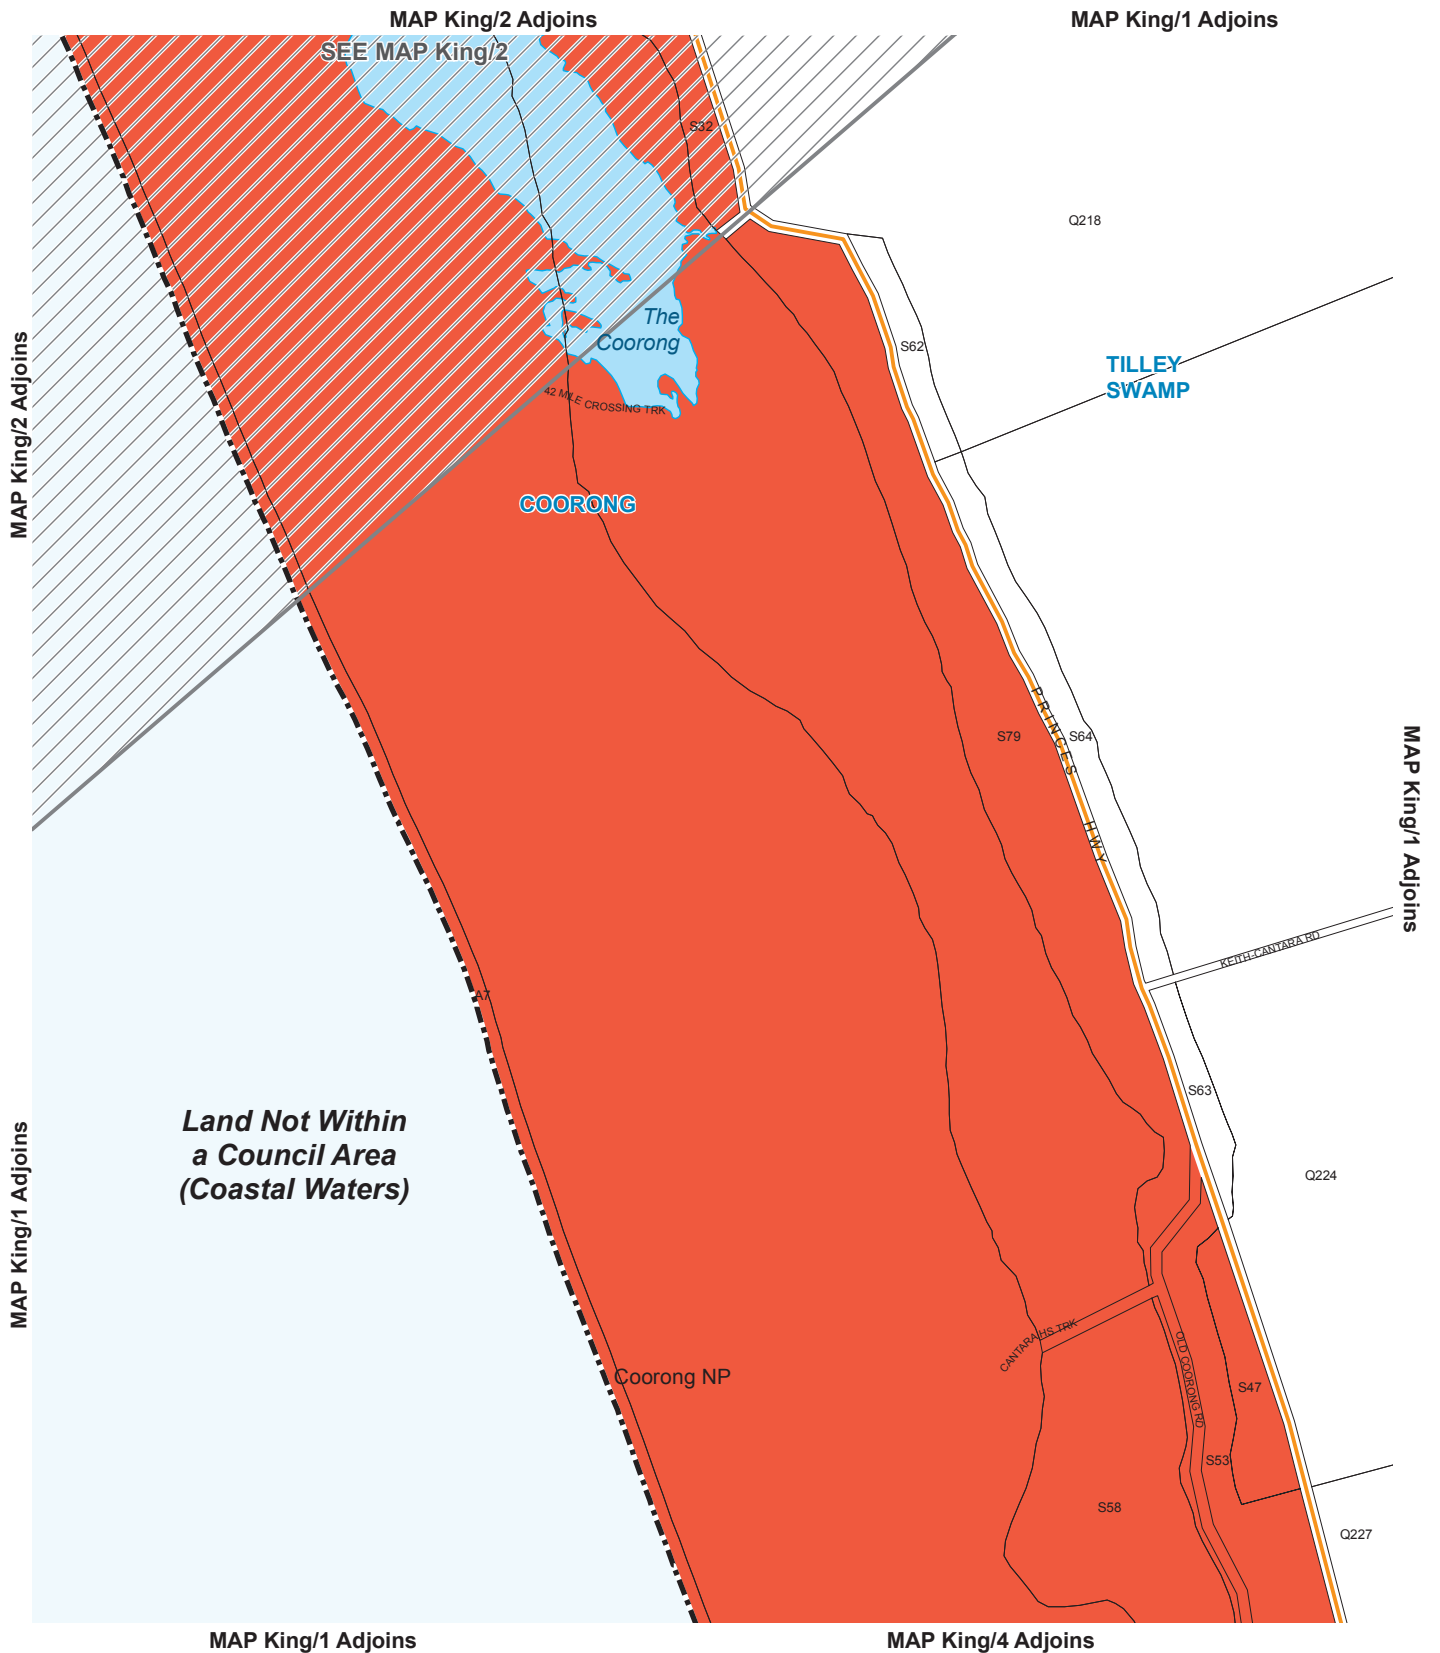 MAP King/2 Adjoins
MAP King/1 Adjoins
SEE MAP King/2
S32
Q218
The
Coorong
S62
TILLEY
SWAMP
42 MILE CROSSING TRK
MAP King/2 Adjoins
COORONG
PRINCES HWY
S79
S64
MAP King/1 Adjoins
KEITH-CANTARA RD
A7
S63
Land Not Within
a Council Area
(Coastal Waters)
Q224
MAP King/1 Adjoins
CANTARA HS TRK
OLD COORONG RD
Coorong NP
S47
S53
S58
Q227
MAP King/1 Adjoins
MAP King/4 Adjoins